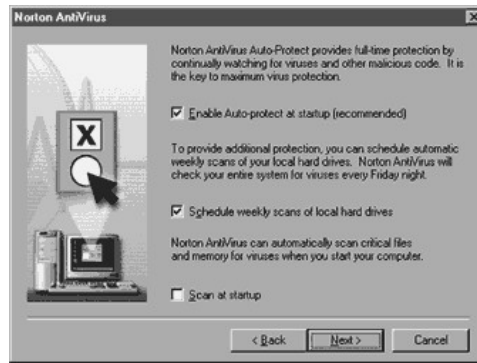 Norton AntiVirus
Norton AntiVirus Auto-Protect provides full-time protection by
continually watching for viruses and other malicious code. It is
the key to maximum virus protection.
Enable Auto-protect at startup (recommended)
To provide additional protection, you can schedule automatic
weekly scans of your local hard drives. Norton AntiVirus will
check your entire system for viruses every Friday night.
Schedule weekly scans of local hard drives
Norton AntiVirus can automatically scan critical files
and memory for viruses when you start your computer.
Scan at startup
< Back
Next >
Cancel